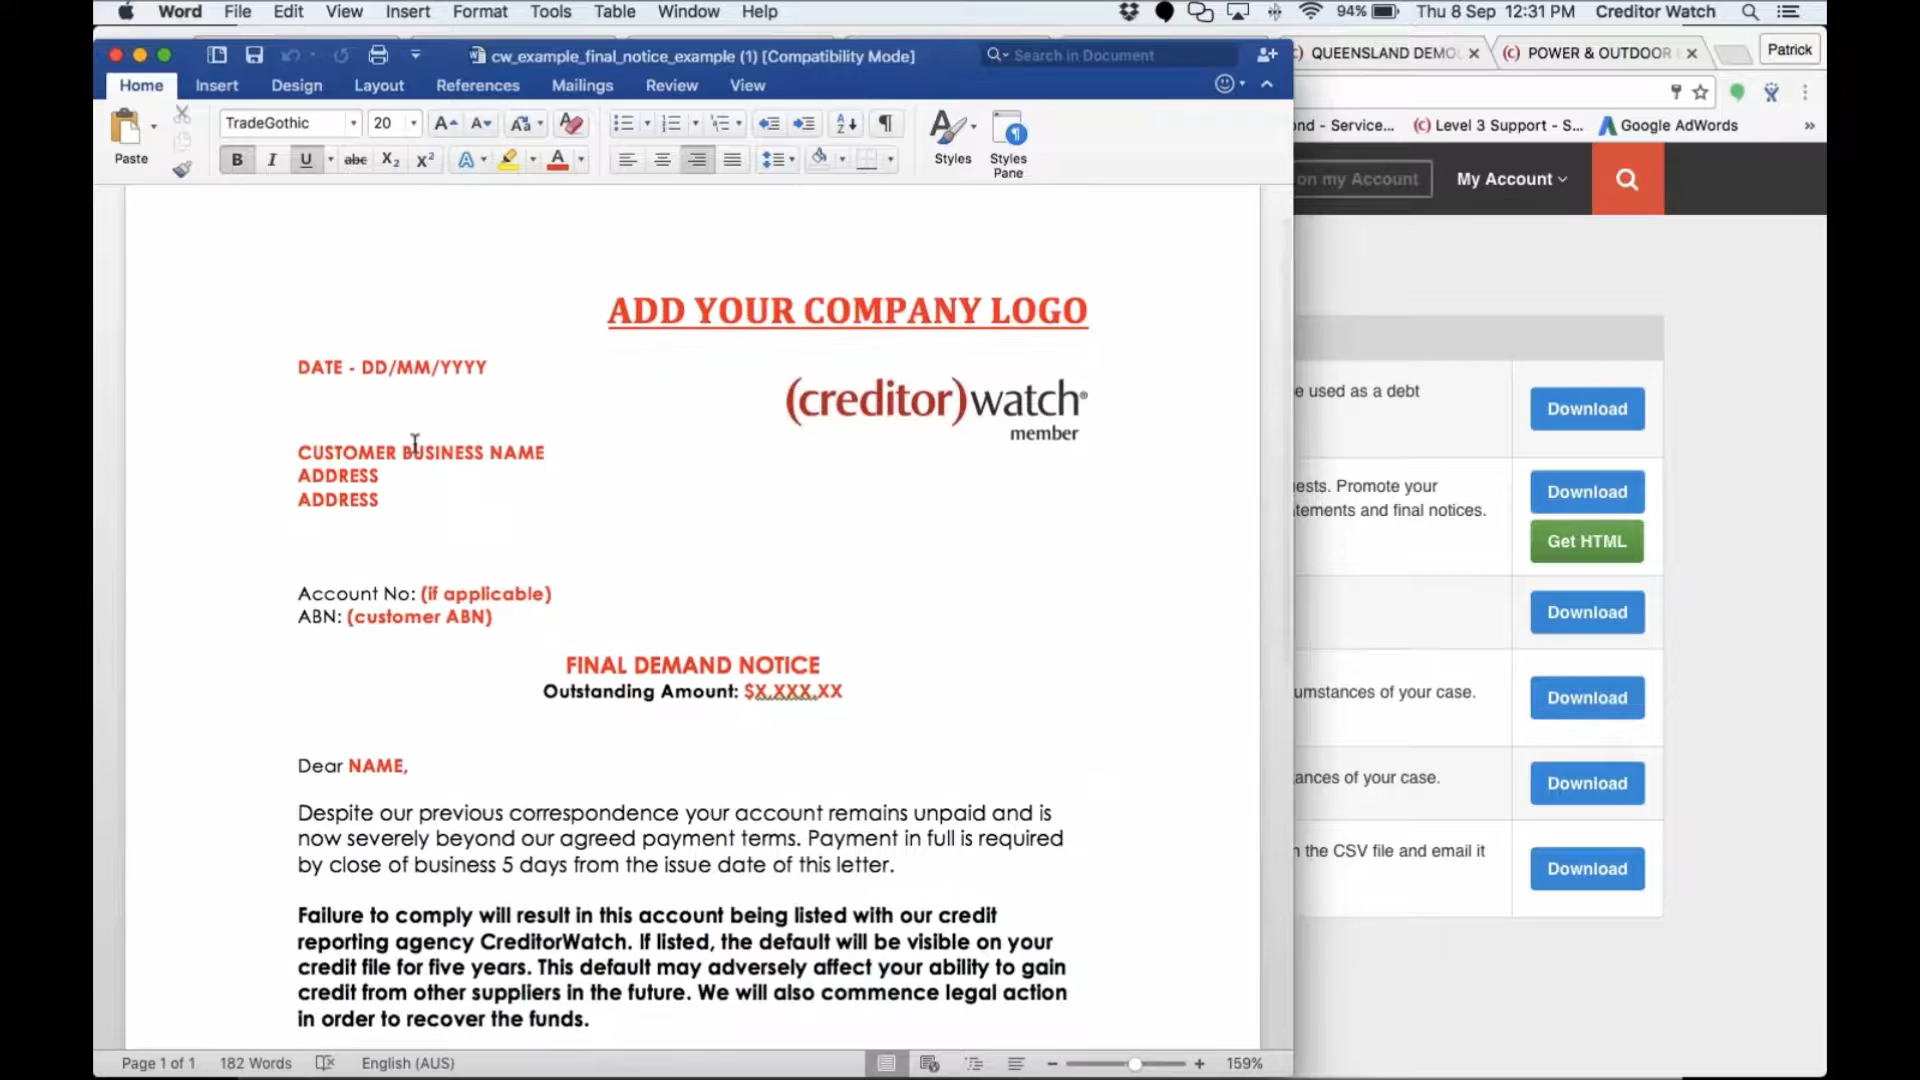 Word File Edit View Insert Format Tools Table Window Help 94% Thu 8 Sep 12:31 PM Creditor Watch
cw_example_final_notice_example (1) [Compatibility Mode] Search in Document QUEENSLAND DEMO POWER & OUTDOOR Patrick
Home Insert Design Layout References Mailings Review View
TradeGothic 20
Service... (c) Level 3 Support - S... Google AdWords »
Paste B I U abc X₂ X² Styles Styles Pane
on my Account My Account
ADD YOUR COMPANY LOGO
DATE - DD/MM/YYYY
(creditor)watch®
member
CUSTOMER BUSINESS NAME
ADDRESS
ADDRESS
Account No: (if applicable)
ABN: (customer ABN)
FINAL DEMAND NOTICE
Outstanding Amount: $X,XXX.XX
Dear NAME,
Despite our previous correspondence your account remains unpaid and is
now severely beyond our agreed payment terms. Payment in full is required
by close of business 5 days from the issue date of this letter.
Failure to comply will result in this account being listed with our credit
reporting agency CreditorWatch. If listed, the default will be visible on your
credit file for five years. This default may adversely affect your ability to gain
credit from other suppliers in the future. We will also commence legal action
in order to recover the funds.
e used as a debt
Download
ests. Promote your
tements and final notices.
Download
Get HTML
Download
umstances of your case.
Download
ances of your case.
Download
the CSV file and email it
Download
Page 1 of 1 182 Words English (AUS) 159%